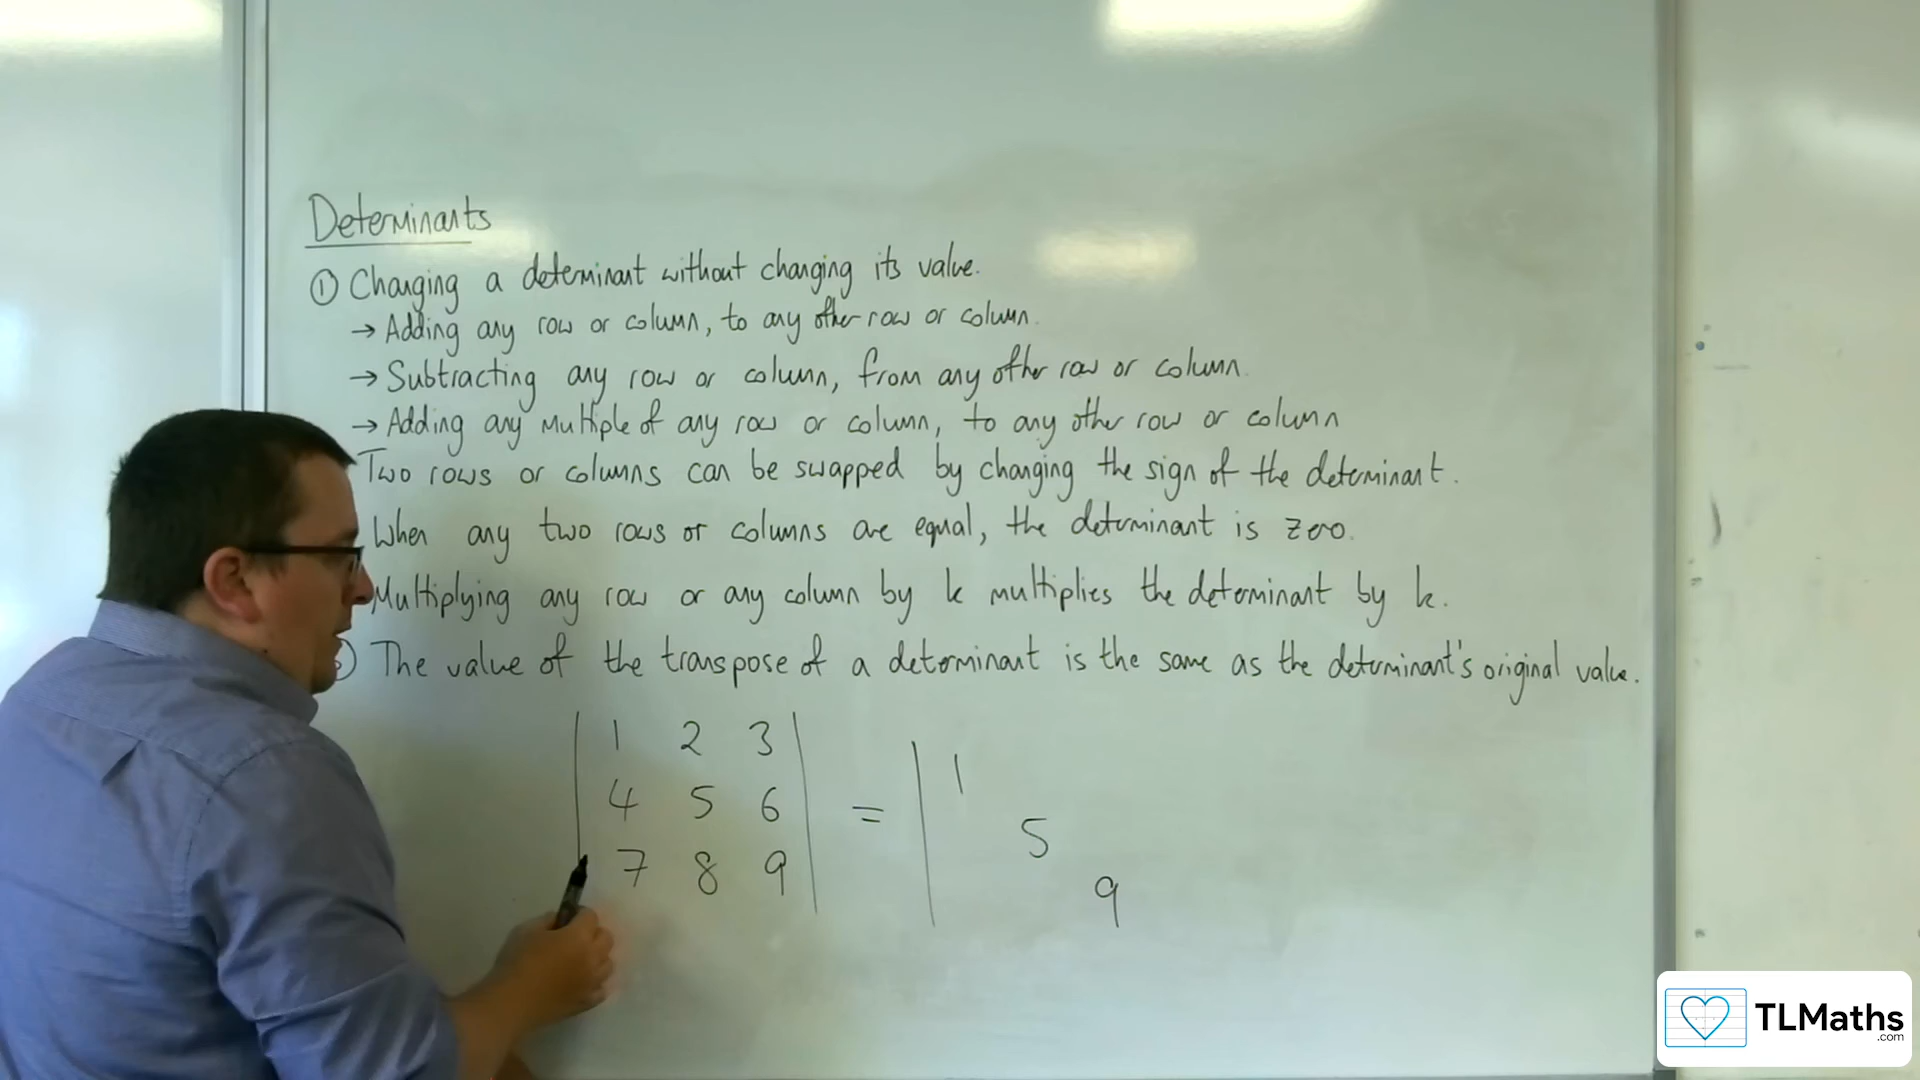 Determinants
① Changing a determinant without changing its value.
→ Adding any row or column, to any other row or column.
→ Subtracting any row or column, from any other row or column.
→ Adding any multiple of any row or column, to any other row or column
Two rows or columns can be swapped by changing the sign of the determinant.
When any two rows or columns are equal, the determinant is zero.
Multiplying any row or any column by k multiplies the determinant by k.
The value of the transpose of a determinant is the same as the determinant's original value.
1 2 3
4 5 6 = 1
7 8 9 5
9
TLMaths
.com